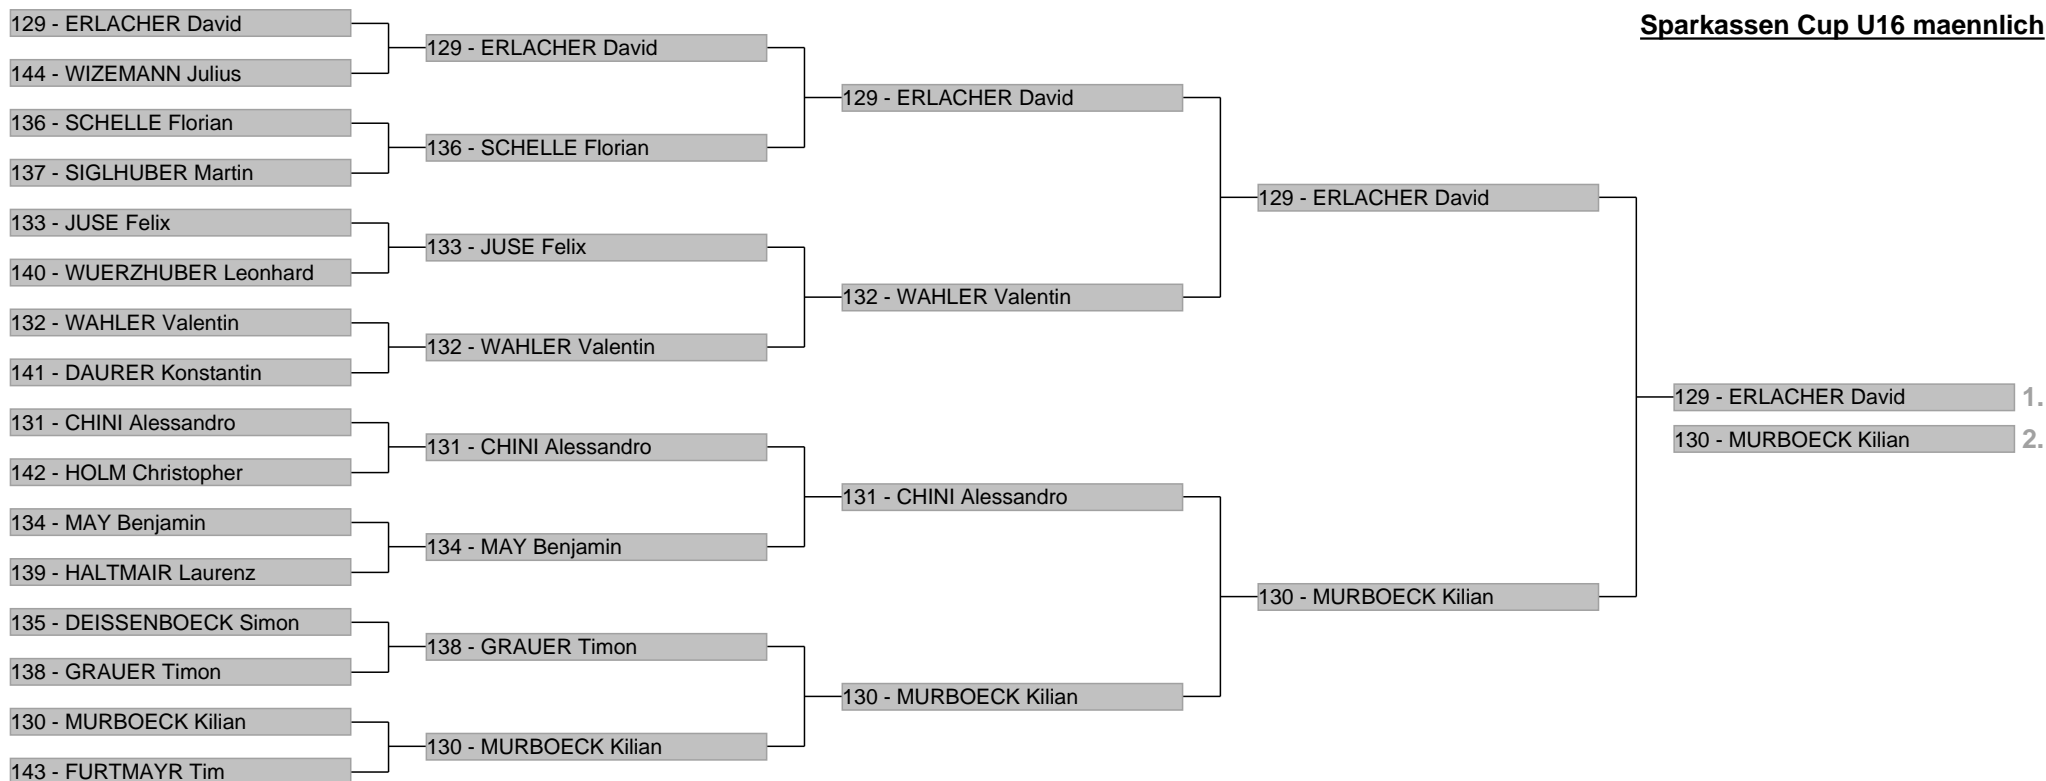 Sparkassen Cup U16 maennlich
129 - ERLACHER David
144 - WIZEMANN Julius
136 - SCHELLE Florian
137 - SIGLHUBER Martin
133 - JUSE Felix
140 - WUERZHUBER Leonhard
132 - WAHLER Valentin
141 - DAURER Konstantin
131 - CHINI Alessandro
142 - HOLM Christopher
134 - MAY Benjamin
139 - HALTMAIR Laurenz
135 - DEISSENBOECK Simon
138 - GRAUER Timon
130 - MURBOECK Kilian
143 - FURTMAYR Tim
129 - ERLACHER David
136 - SCHELLE Florian
133 - JUSE Felix
132 - WAHLER Valentin
131 - CHINI Alessandro
134 - MAY Benjamin
138 - GRAUER Timon
130 - MURBOECK Kilian
129 - ERLACHER David
132 - WAHLER Valentin
131 - CHINI Alessandro
130 - MURBOECK Kilian
129 - ERLACHER David
130 - MURBOECK Kilian
129 - ERLACHER David 1.
130 - MURBOECK Kilian 2.